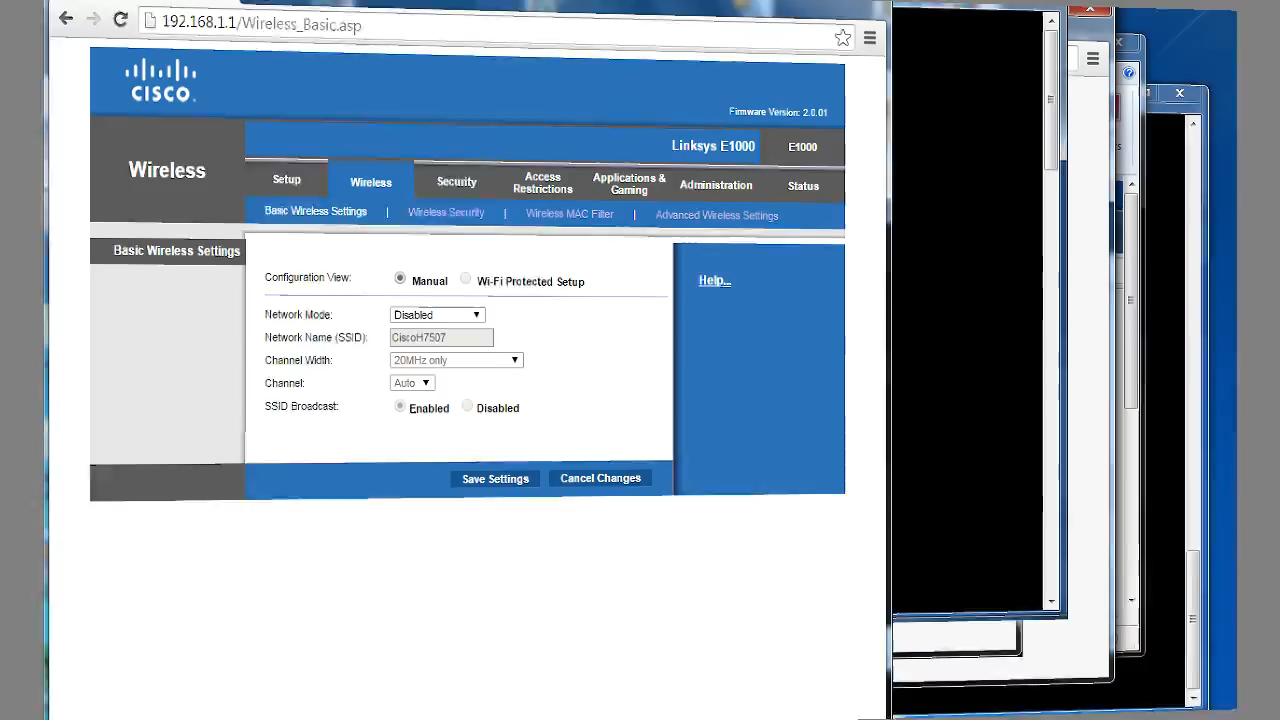 192.168.1.1/Wireless_Basic.asp
CISCO.
Firmware Version: 2.0.01
Linksys E1000 E1000
Wireless
Setup Wireless Security Access Restrictions Applications & Gaming Administration Status
Basic Wireless Settings | Wireless Security | Wireless MAC Filter | Advanced Wireless Settings
Basic Wireless Settings
Configuration View: Manual Wi-Fi Protected Setup
Help...
Network Mode: Disabled
Network Name (SSID): CiscoH7507
Channel Width: 20MHz only
Channel: Auto
SSID Broadcast: Enabled Disabled
Save Settings Cancel Changes